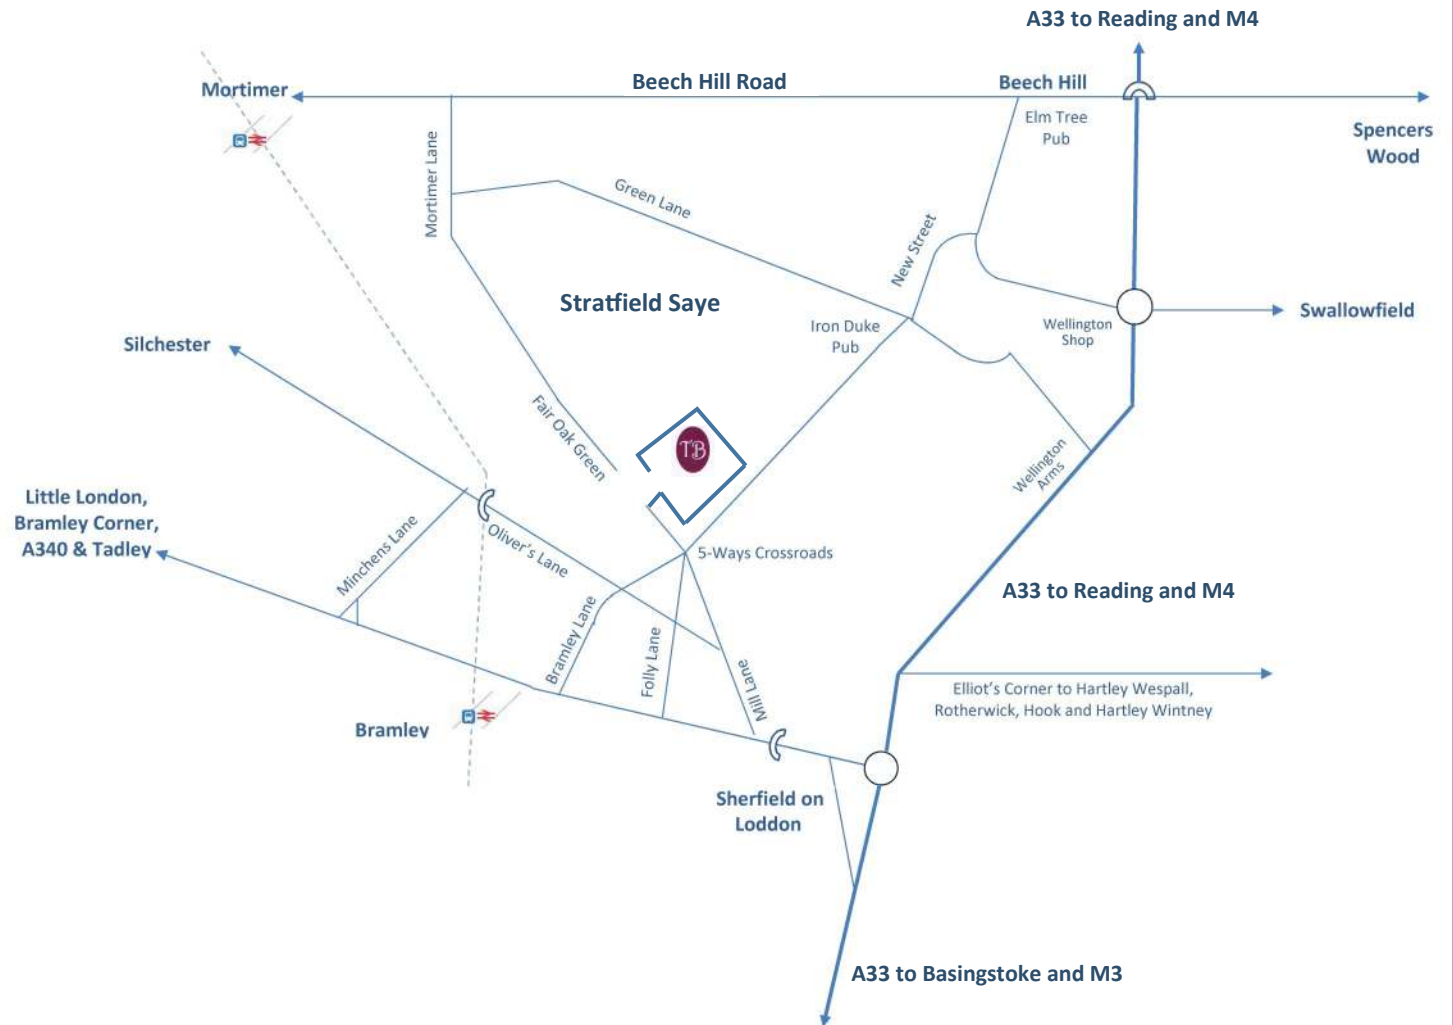 A33 to Reading and M4
Mortimer
Beech Hill Road
Beech Hill
Elm Tree
Pub
Spencers
Wood
Mortimer Lane
Green Lane
New Street
Stratfield Saye
Iron Duke
Pub
Wellington
Shop
Swallowfield
Silchester
Fair Oak Green
TB
Wellington
Arms
Little London,
Bramley Corner,
A340 & Tadley
Minchens Lane
Oliver's Lane
5-Ways Crossroads
A33 to Reading and M4
Bramley Lane
Folly Lane
Mill Lane
Elliot's Corner to Hartley Wespall,
Rotherwick, Hook and Hartley Wintney
Bramley
Sherfield on
Loddon
A33 to Basingstoke and M3